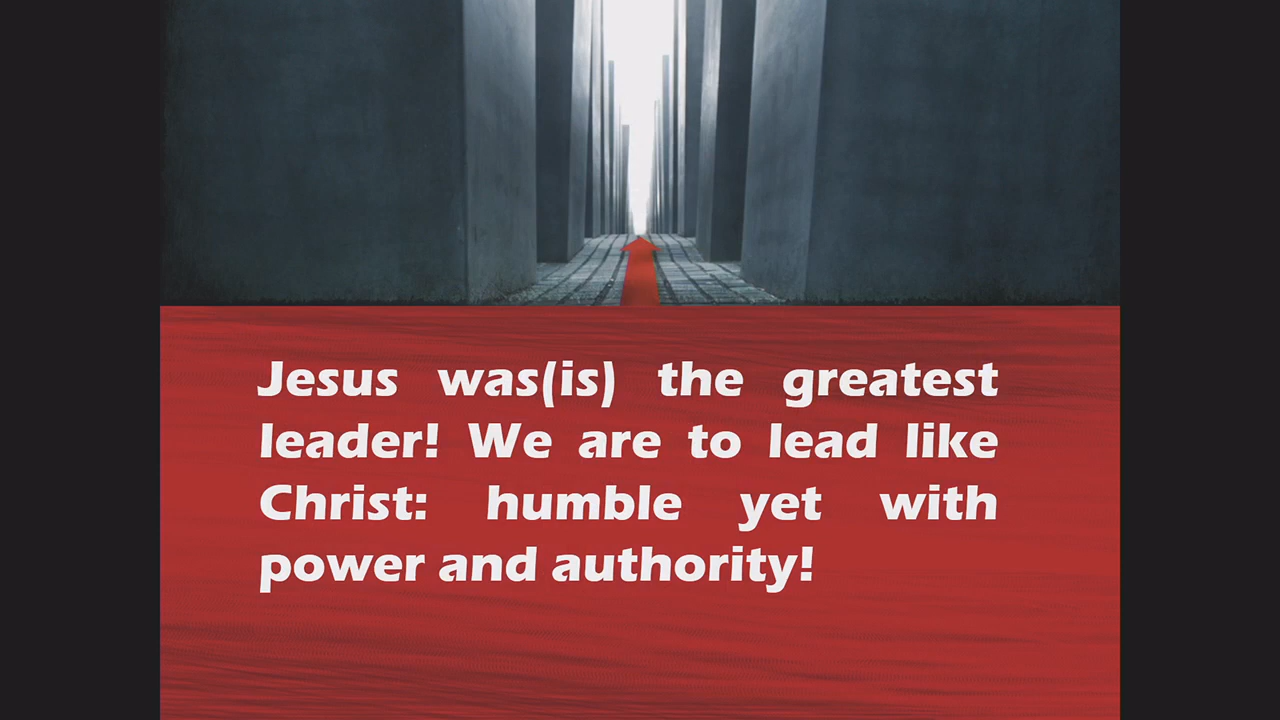 Jesus was(is) the greatest
leader! We are to lead like
Christ: humble yet with
power and authority!